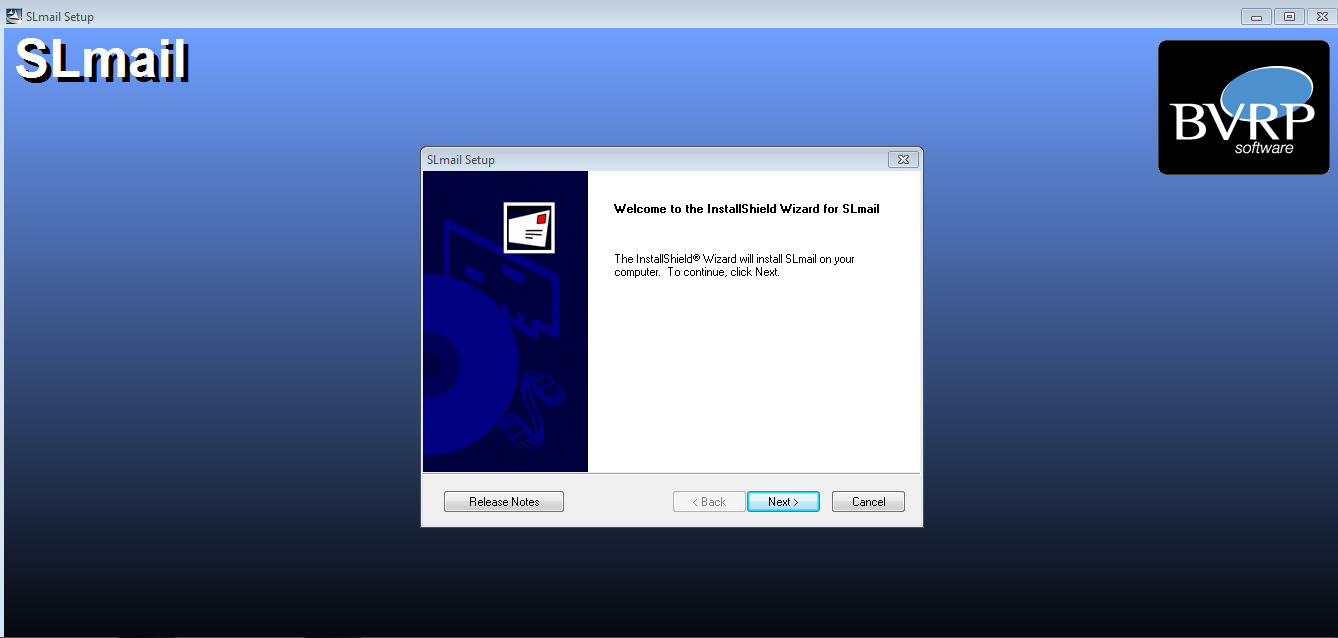 SLmail Setup
SLmail
BVRP
software
SLmail Setup
Welcome to the InstallShield Wizard for SLmail
The InstallShield® Wizard will install SLmail on your
computer. To continue, click Next.
Release Notes
< Back
Next >
Cancel